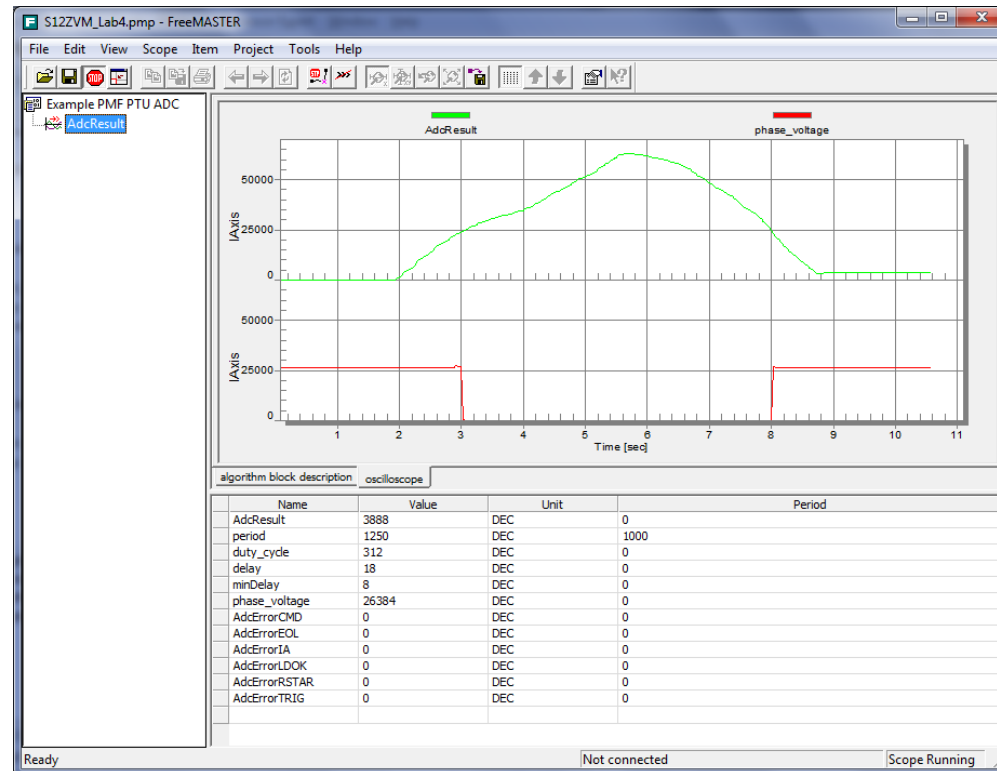 S12ZVM_Lab4.pmp - FreeMASTER
File Edit View Scope Item Project Tools Help
Example PMF PTU ADC
AdcResult
AdcResult phase_voltage
50000
25000
0
IAxis
50000
25000
0
IAxis
1 2 3 4 5 6 7 8 9 10 11
Time [sec]
algorithm block description oscilloscope
Name Value Unit Period
AdcResult 3888 DEC 0
period 1250 DEC 1000
duty_cycle 312 DEC 0
delay 18 DEC 0
minDelay 8 DEC 0
phase_voltage 26384 DEC 0
AdcErrorCMD 0 DEC 0
AdcErrorEOL 0 DEC 0
AdcErrorIA 0 DEC 0
AdcErrorLDOK 0 DEC 0
AdcErrorRSTAR 0 DEC 0
AdcErrorTRIG 0 DEC 0
Ready Not connected Scope Running